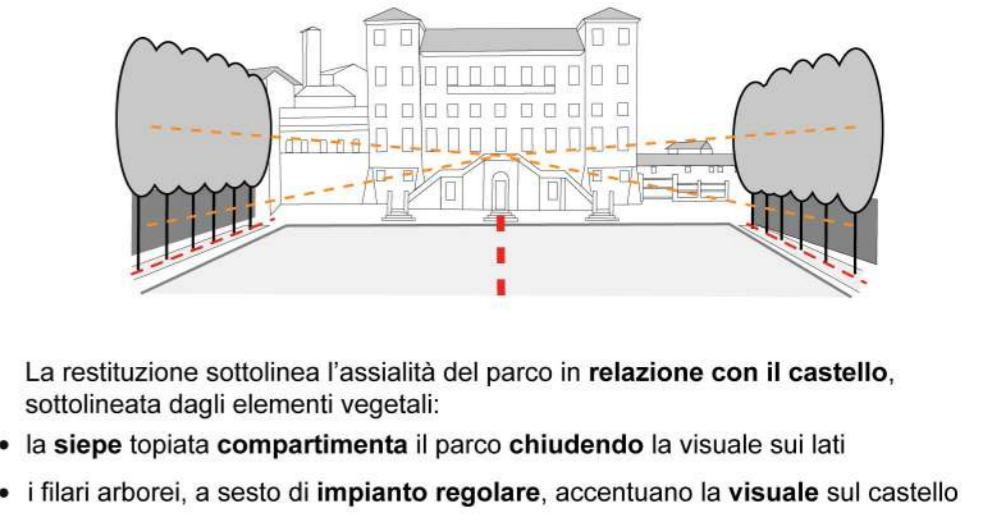 La restituzione sottolinea l'assialità del parco in relazione con il castello,
sottolineata dagli elementi vegetali:
• la siepe topiata compartimenta il parco chiudendo la visuale sui lati
• i filari arborei, a sesto di impianto regolare, accentuano la visuale sul castello